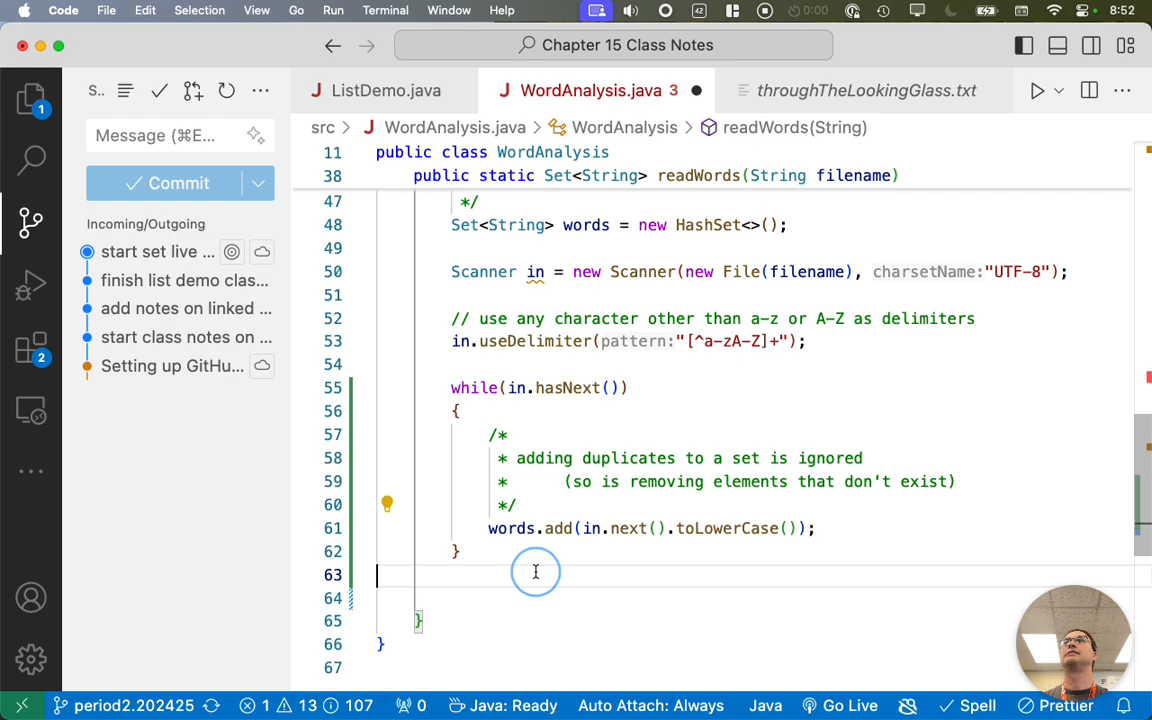 Code File Edit Selection View Go Run Terminal Window Help 42 0:00 8:52
Chapter 15 Class Notes
S.. ListDemo.java WordAnalysis.java 3 throughTheLookingGlass.txt
1
src > WordAnalysis.java > WordAnalysis > readWords(String)
Message (⌘E...
11 public class WordAnalysis
38 public static Set<String> readWords(String filename)
Commit
47 */
48 Set<String> words = new HashSet<>();
49
50 Scanner in = new Scanner(new File(filename), charsetName:"UTF-8");
51
52 // use any character other than a-z or A-Z as delimiters
53 in.useDelimiter(pattern:"[^a-zA-Z]+");
54
55 while(in.hasNext())
56 {
57 /*
58 * adding duplicates to a set is ignored
59 * (so is removing elements that don't exist)
60 */
61 words.add(in.next().toLowerCase());
62 }
63
64
65 }
66 }
67
Incoming/Outgoing
start set live ...
finish list demo clas...
add notes on linked ...
start class notes on ...
Setting up GitHu...
2
period2.202425 1 13 107 0 Java: Ready Auto Attach: Always Java Go Live Spell Prettier